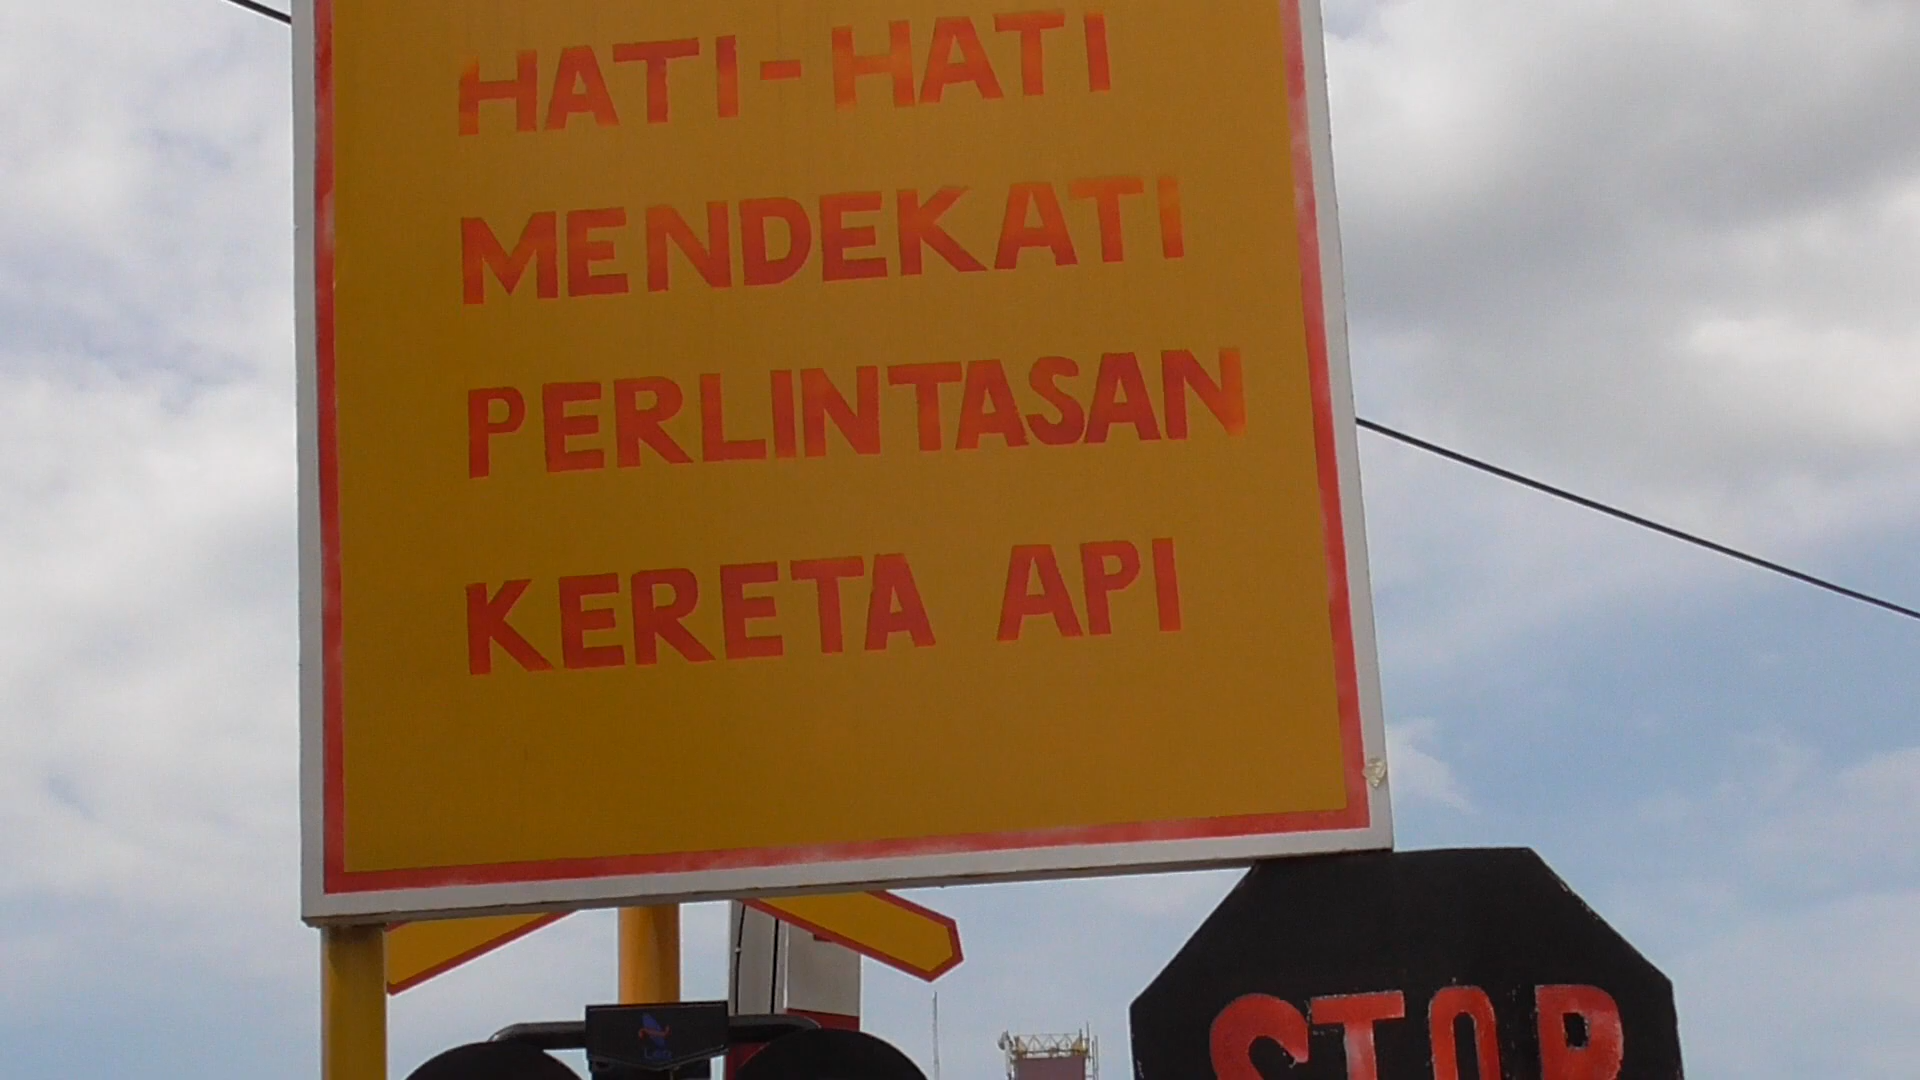 HATI-HATI
MENDEKATI
PERLINTASAN
KERETA API
STOP